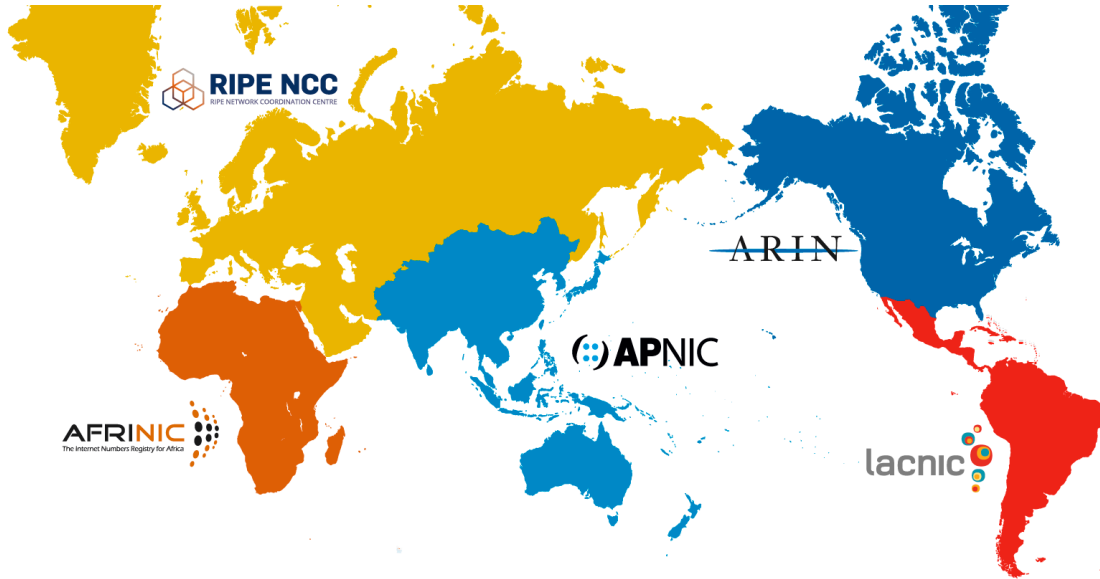 RIPE NCC
RIPE NETWORK COORDINATION CENTRE
ARIN
APNIC
AFRINIC
The Internet Numbers Registry for Africa
lacnic